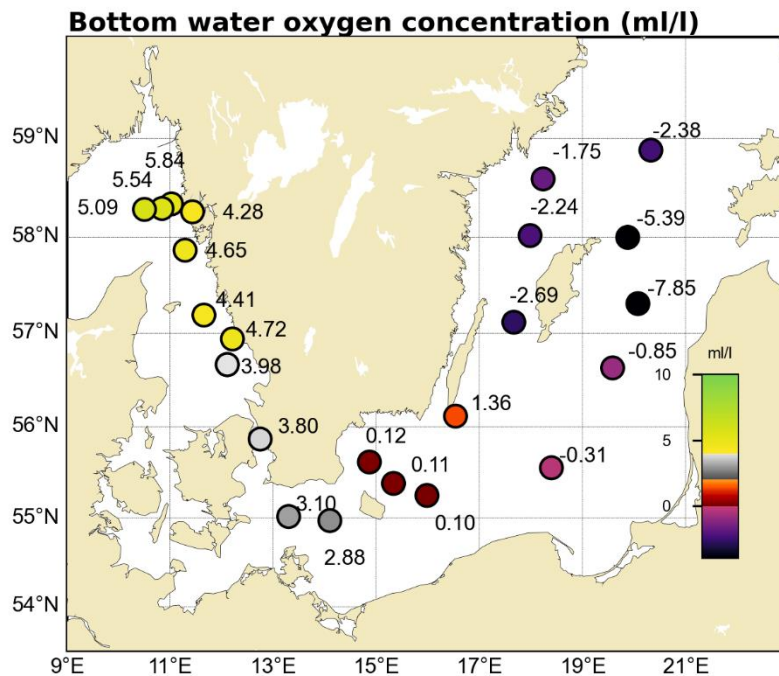 Bottom water oxygen concentration (ml/l)
59°N
58°N
57°N
56°N
55°N
54°N
5.84
5.54
5.09
4.28
4.65
4.41
4.72
3.98
3.80
3.10
2.88
0.12
0.11
0.10
1.36
-2.38
-1.75
-2.24
-5.39
-7.85
-2.69
-0.85
-0.31
ml/l
10
5
0
9°E 11°E 13°E 15°E 17°E 19°E 21°E